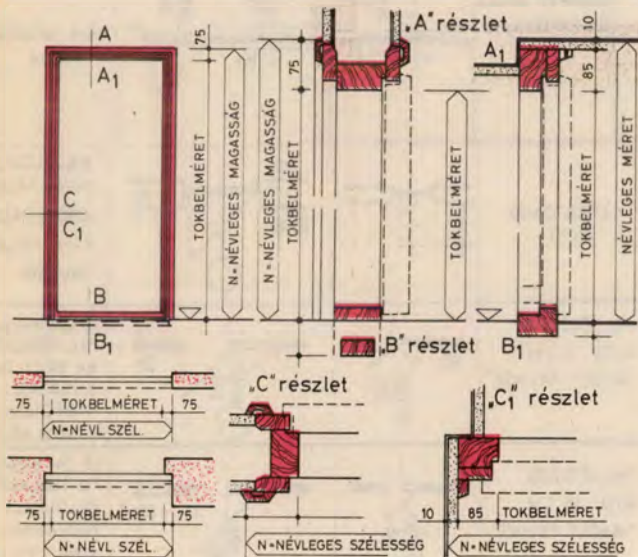 A
A1
C
C1
B
B1
75
TOKBELMÉRET
N=NÉVLEGES MAGASSÁG
N=NÉVLEGES MAGASSÁG
75
TOKBELMÉRET
„A” részlet
TOKBELMÉRET
„B” részlet
A1
B1
10
85
TOKBELMÉRET
NÉVLEGES MÉRET
75 TOKBELMÉRET 75
N=NÉVL. SZÉL.
75 TOKBELMÉRET 75
N=NÉVL. SZÉL.
„C” részlet
N=NÉVLEGES SZÉLESSÉG
„C1” részlet
10 85 TOKBELMÉRET
N=NÉVLEGES SZÉLESSÉG